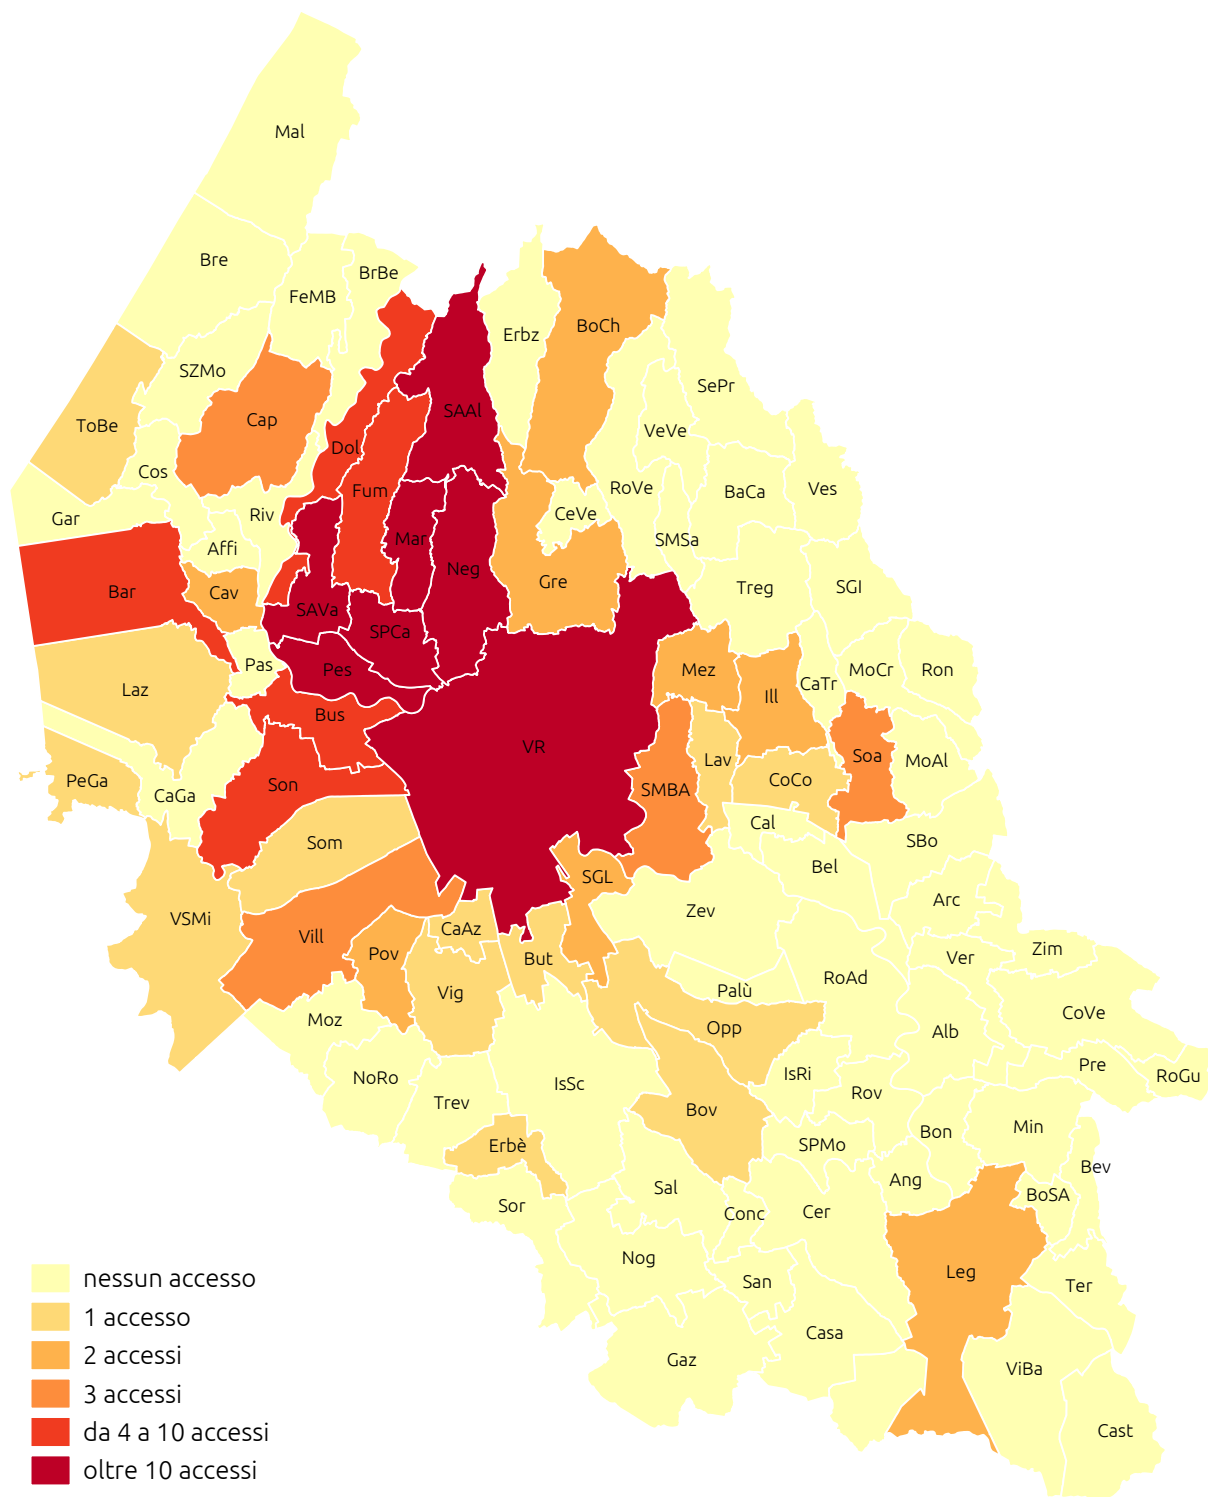 Mal
Bre
BrBe
FeMB
BoCh
Erbz
SZMo
SePr
SAAl
Cap
ToBe
VeVe
Dol
Cos
RoVe
Fum
BaCa
Ves
Riv
CeVe
Gar
Mar
SMSa
Affi
Neg
Gre
Treg
SGI
Bar
Cav
SAVa
SPCa
Pas
Pes
Mez
MoCr
Ron
CaTr
Laz
Ill
Bus
VR
Soa
Lav
MoAl
PeGa
CoCo
Son
SMBA
CaGa
Cal
Som
SBo
Bel
SGL
Arc
VSMi
Zev
CaAz
Vill
Zim
Pov
But
Ver
RoAd
Palù
Vig
CoVe
Moz
Opp
Alb
Pre
IsRi
RoGu
NoRo
IsSc
Rov
Trev
Bov
Min
Bon
Erbè
SPMo
Bev
Ang
Sal
BoSA
Sor
Conc
Cer
Nog
Leg
San
Ter
Casa
Gaz
ViBa
Cast
nessun accesso
1 accesso
2 accessi
3 accessi
da 4 a 10 accessi
oltre 10 accessi